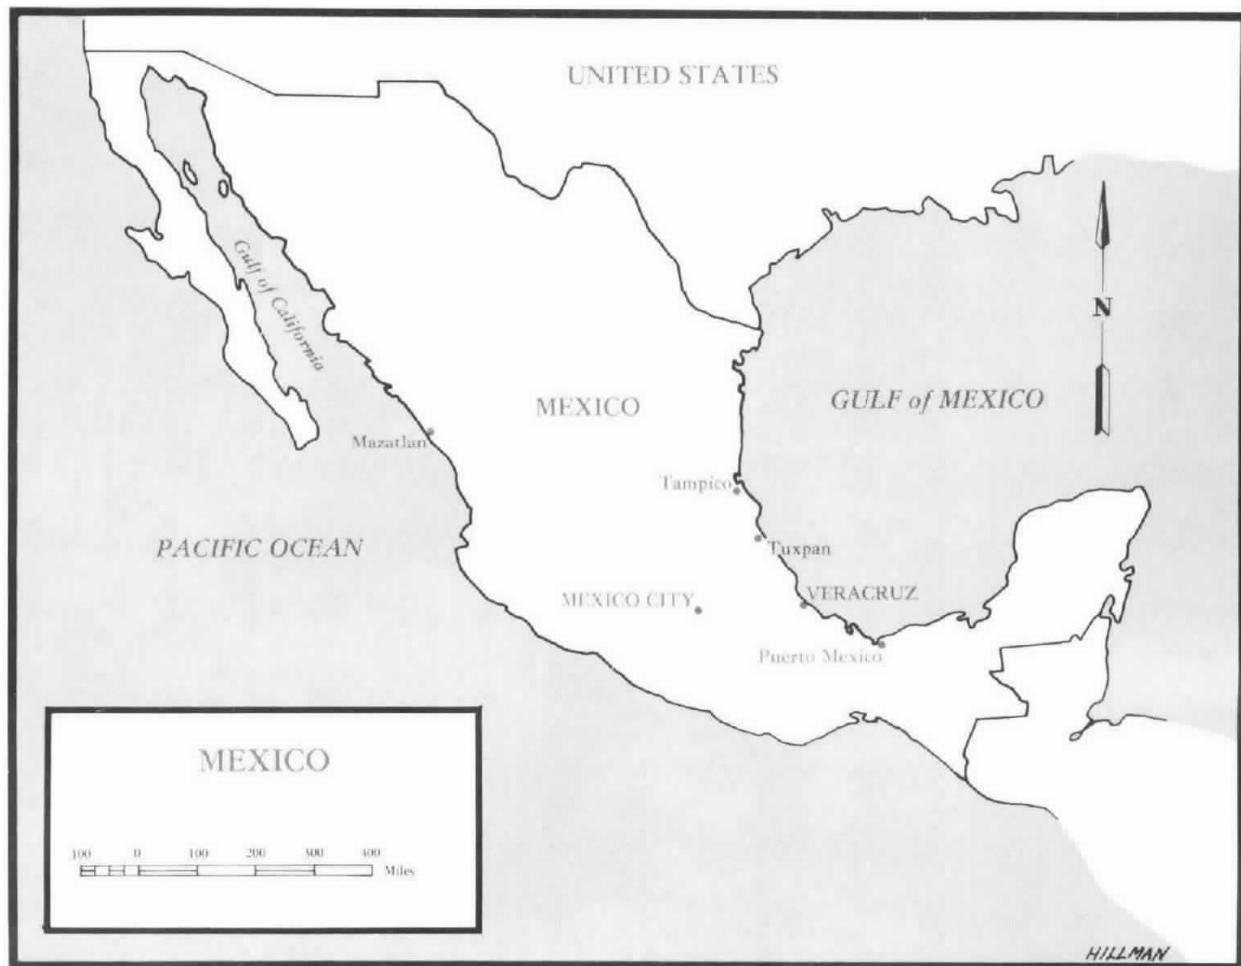 UNITED STATES
Gulf of California
N
MEXICO
GULF of MEXICO
Mazatlan
Tampico
PACIFIC OCEAN
Tuxpan
MEXICO CITY
VERACRUZ
Puerto Mexico
MEXICO
100 0 100 200 300 400
Miles
HILLMAN